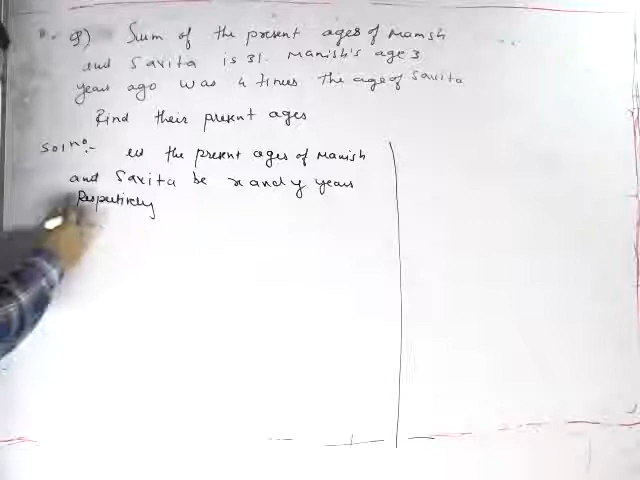 Q) Sum of the present ages of Manish
and Savita is 31. Manish's age 3
years ago was 4 times the age of Savita
Find their present ages
Soln:- let the present ages of Manish
and Savita be x and y years
Respectively